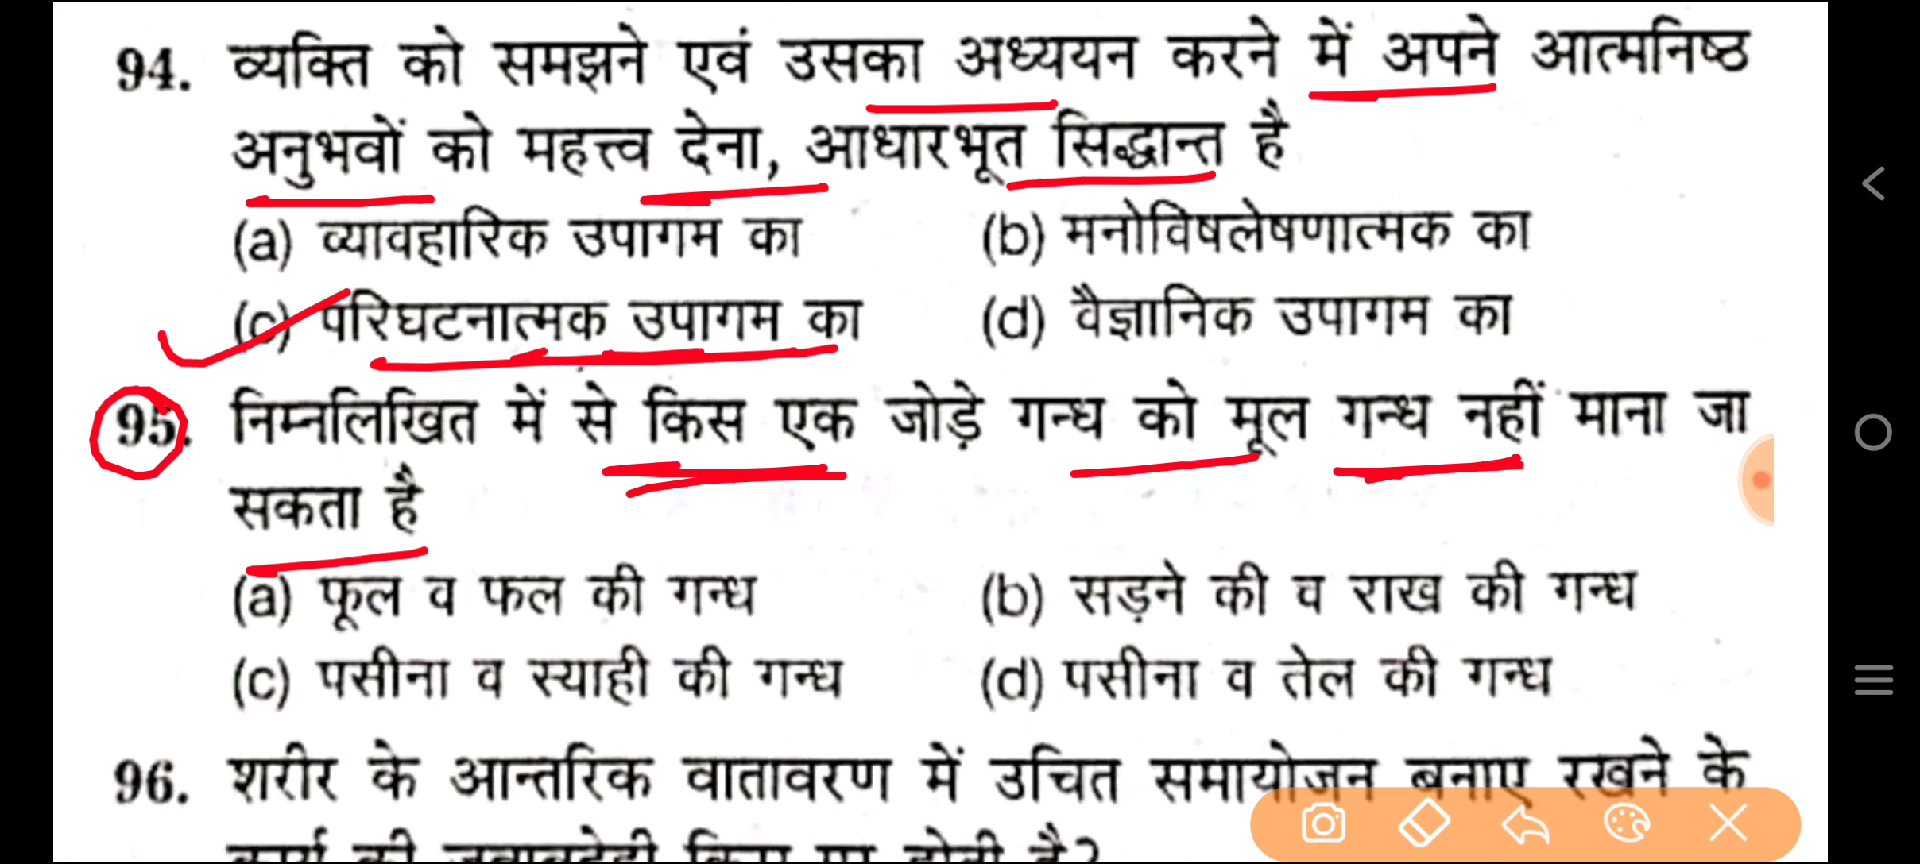 94. व्यक्ति को समझने एवं उसका अध्ययन करने में अपने आत्मनिष्ठ
अनुभवों को महत्त्व देना, आधारभूत सिद्धान्त है
(a) व्यावहारिक उपागम का (b) मनोविषलेषणात्मक का
(c) परिघटनात्मक उपागम का (d) वैज्ञानिक उपागम का
95. निम्नलिखित में से किस एक जोड़े गन्ध को मूल गन्ध नहीं माना जा
सकता है
(a) फूल व फल की गन्ध (b) सड़ने की व राख की गन्ध
(c) पसीना व स्याही की गन्ध (d) पसीना व तेल की गन्ध
96. शरीर के आन्तरिक वातावरण में उचित समायोजन बनाए रखने के